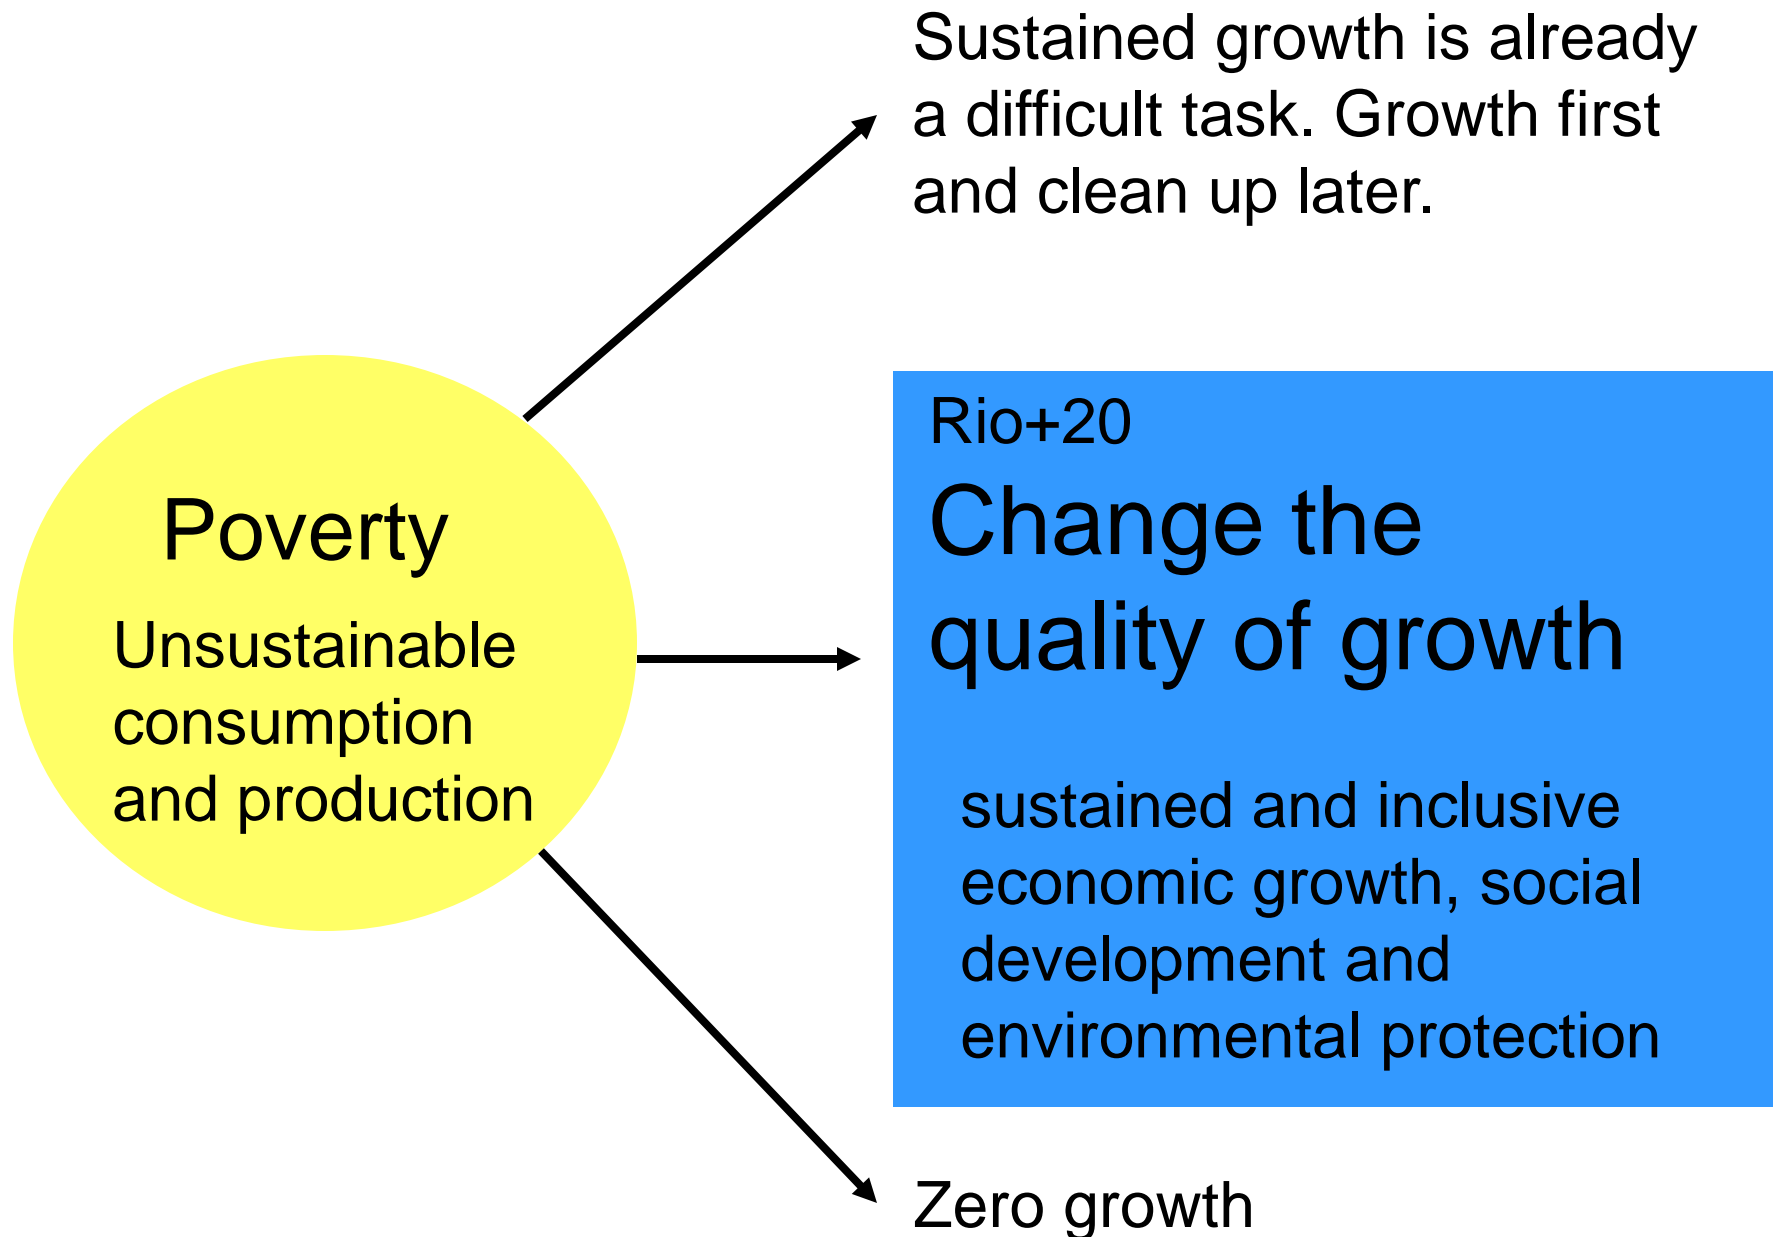 Sustained growth is already
a difficult task. Growth first
and clean up later.
Poverty
Unsustainable
consumption
and production
Rio+20
Change the
quality of growth
sustained and inclusive
economic growth, social
development and
environmental protection
Zero growth